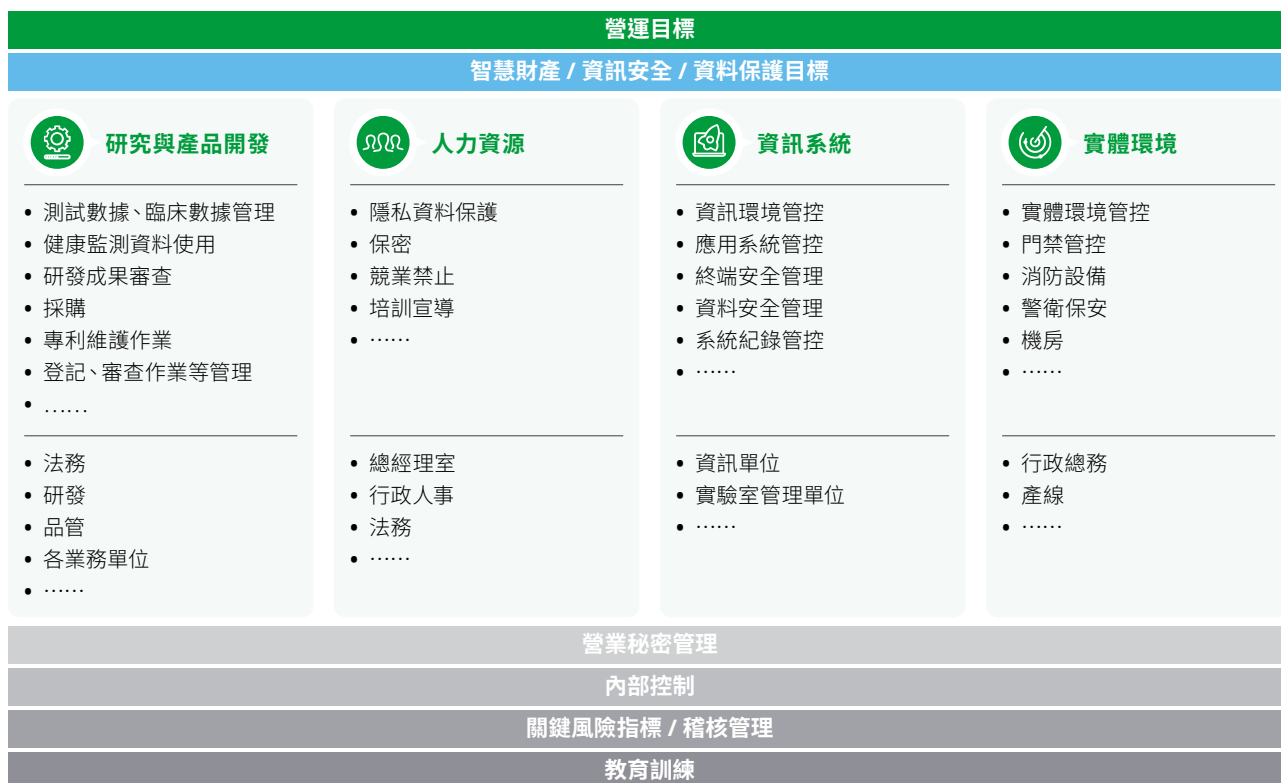 營運目標
智慧財產 / 資訊安全 / 資料保護目標
研究與產品開發
• 測試數據、臨床數據管理
• 健康監測資料使用
• 研發成果審查
• 採購
• 專利維護作業
• 登記、審查作業等管理
• ……
• 法務
• 研發
• 品管
• 各業務單位
• ……
人力資源
• 隱私資料保護
• 保密
• 競業禁止
• 培訓宣導
• ……
• 總經理室
• 行政人事
• 法務
• ……
資訊系統
• 資訊環境管控
• 應用系統管控
• 終端安全管理
• 資料安全管理
• 系統紀錄管控
• ……
• 資訊單位
• 實驗室管理單位
• ……
實體環境
• 實體環境管控
• 門禁管控
• 消防設備
• 警衛保安
• 機房
• ……
• 行政總務
• 產線
• ……
營業秘密管理
內部控制
關鍵風險指標 / 稽核管理
教育訓練